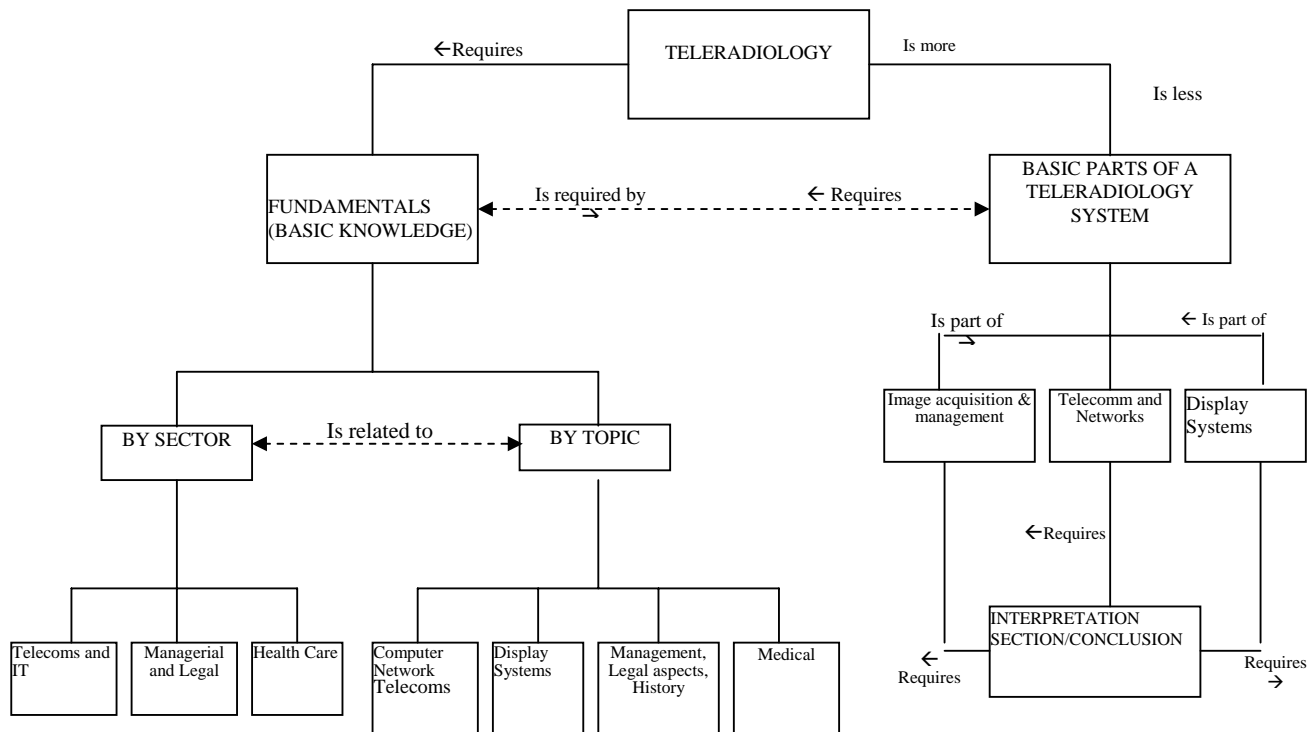 ←Requires
TELERADIOLOGY
Is more
Is less
FUNDAMENTALS
(BASIC KNOWLEDGE)
Is required by
→
← Requires
BASIC PARTS OF A
TELERADIOLOGY
SYSTEM
Is part of
→
← Is part of
Image acquisition &
management
Telecomm and
Networks
Display
Systems
BY SECTOR
Is related to
BY TOPIC
←Requires
INTERPRETATION
SECTION/CONCLUSION
←
Requires
Requires
→
Telecoms and
IT
Managerial
and Legal
Health Care
Computer
Network
Telecoms
Display
Systems
Management,
Legal aspects,
History
Medical